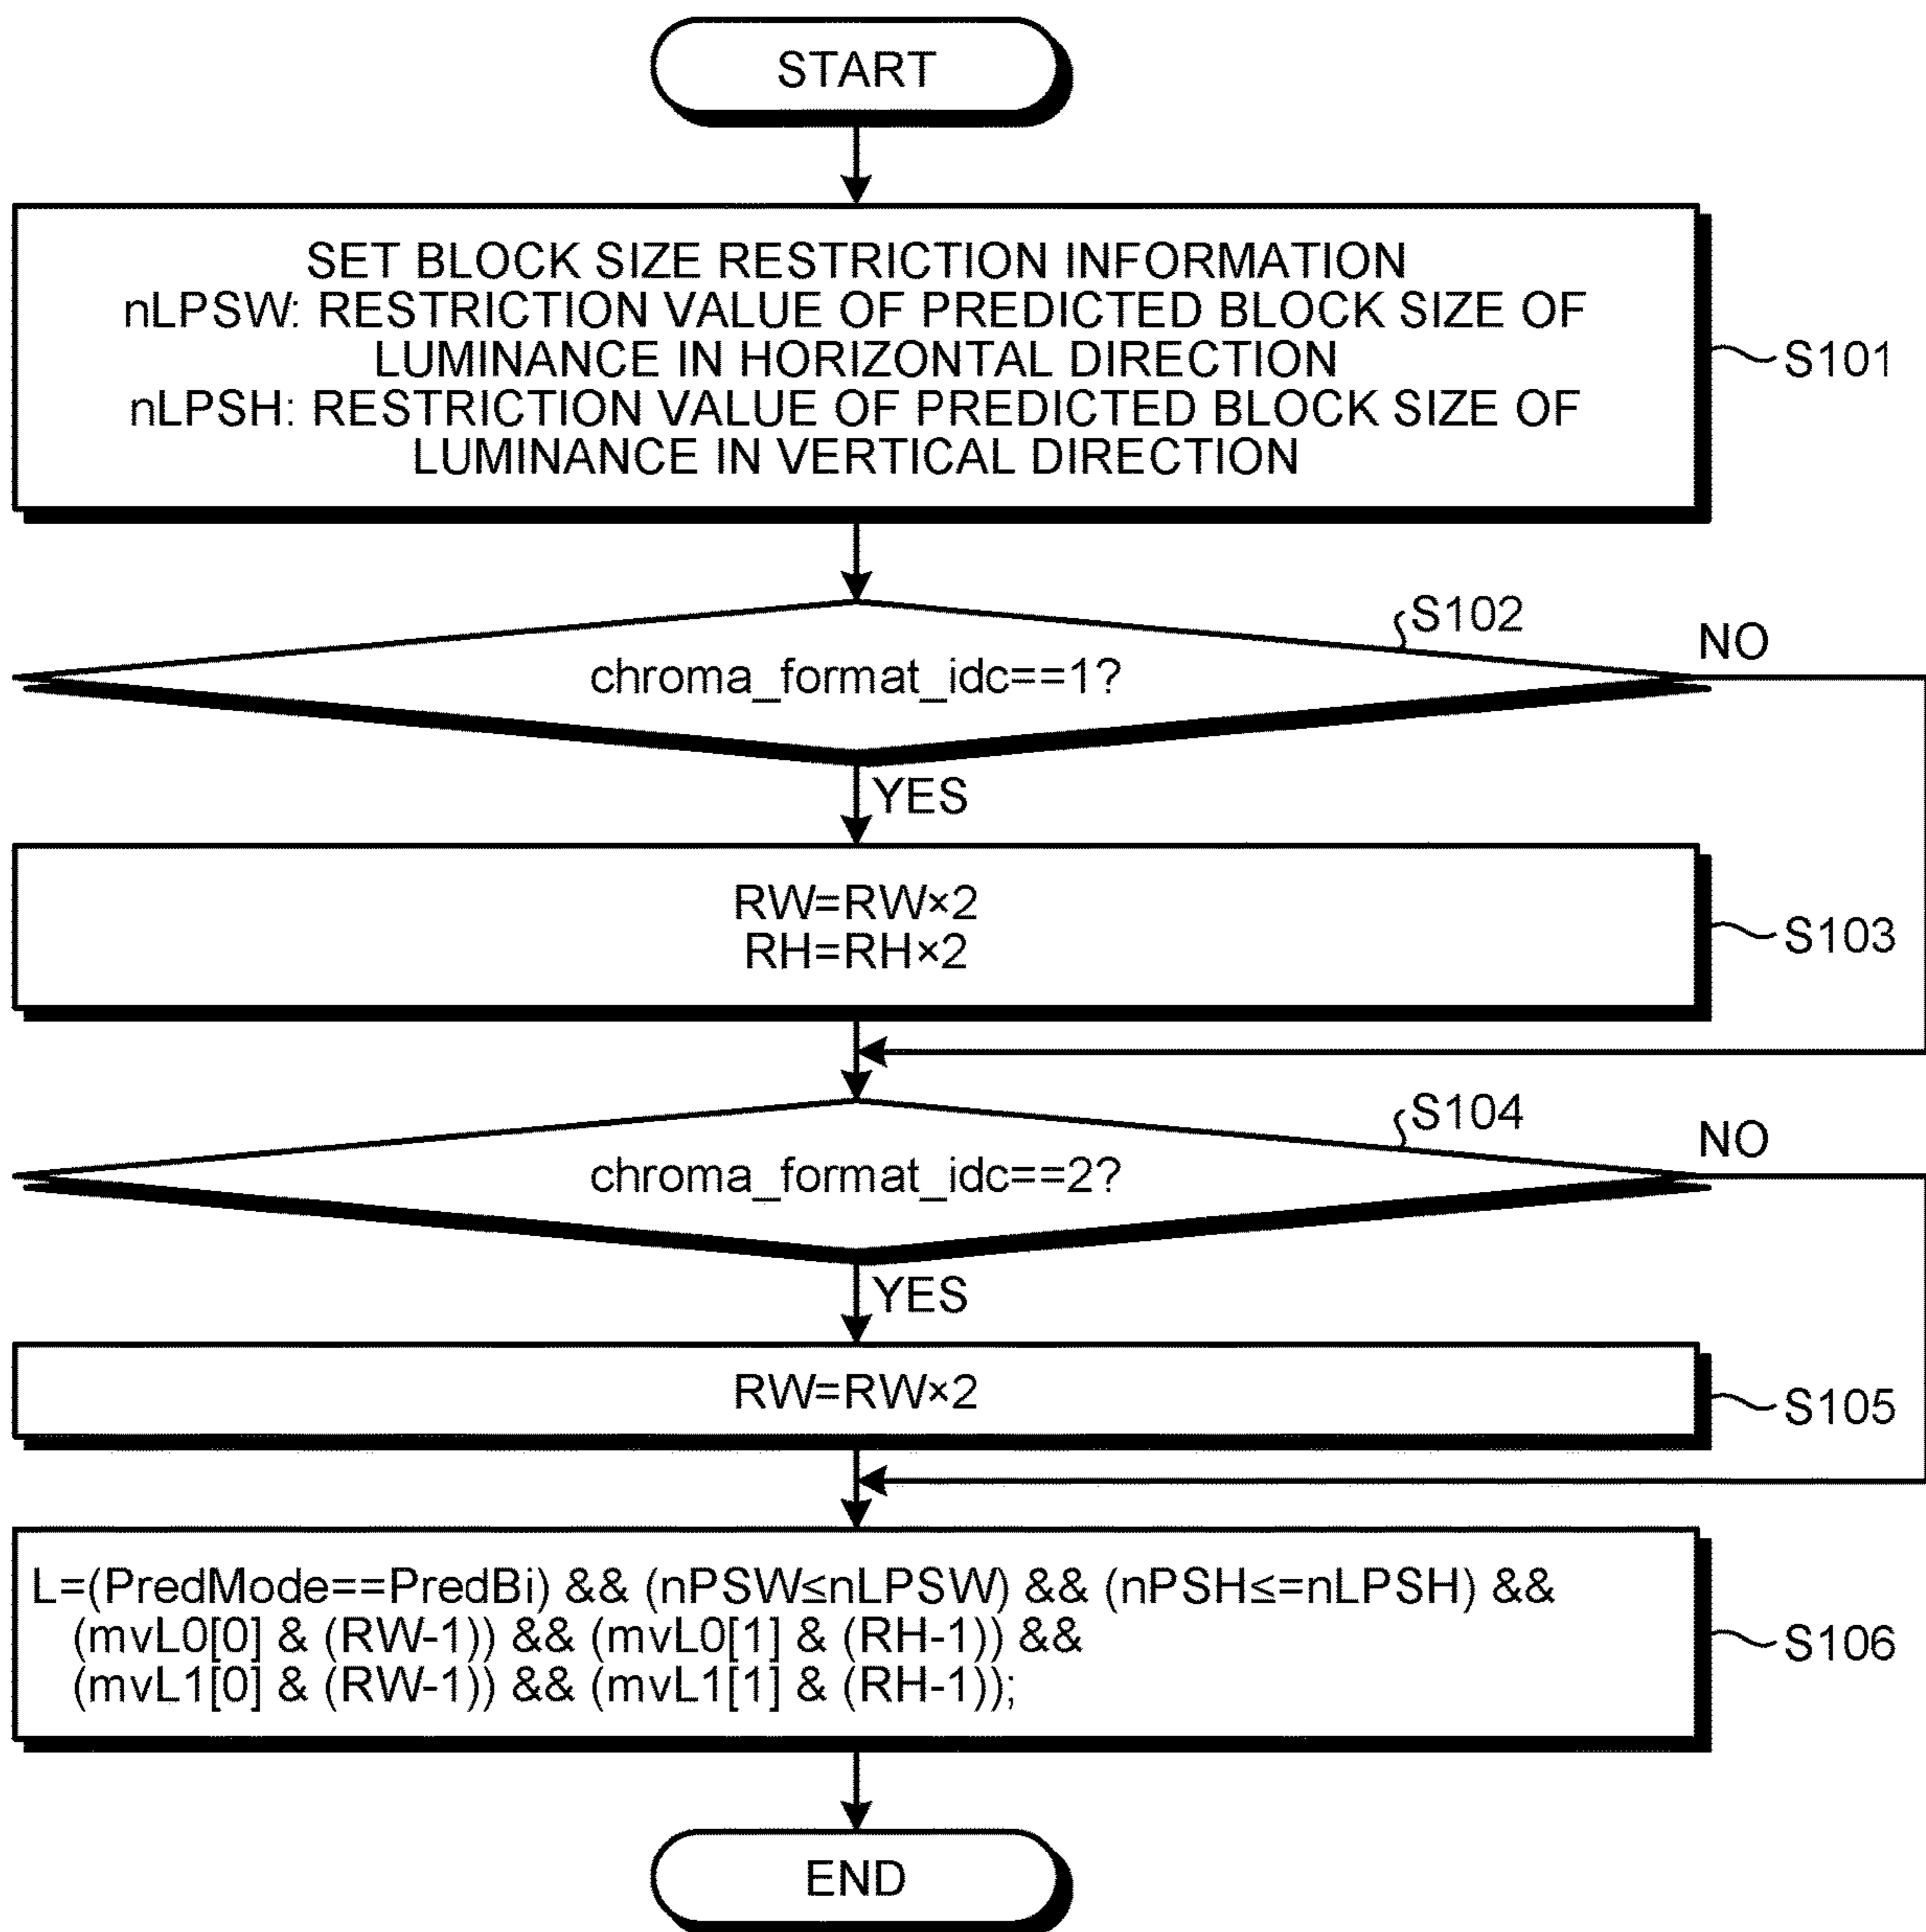 START
SET BLOCK SIZE RESTRICTION INFORMATION
nLPSW: RESTRICTION VALUE OF PREDICTED BLOCK SIZE OF
LUMINANCE IN HORIZONTAL DIRECTION
nLPSH: RESTRICTION VALUE OF PREDICTED BLOCK SIZE OF
LUMINANCE IN VERTICAL DIRECTION
S101
S102
NO
chroma_format_idc==1?
YES
RW=RW×2
RH=RH×2
S103
S104
NO
chroma_format_idc==2?
YES
RW=RW×2
S105
L=(PredMode==PredBi) && (nPSW≤nLPSW) && (nPSH≤=nLPSH) &&
(mvL0[0] & (RW-1)) && (mvL0[1] & (RH-1)) &&
(mvL1[0] & (RW-1)) && (mvL1[1] & (RH-1));
S106
END